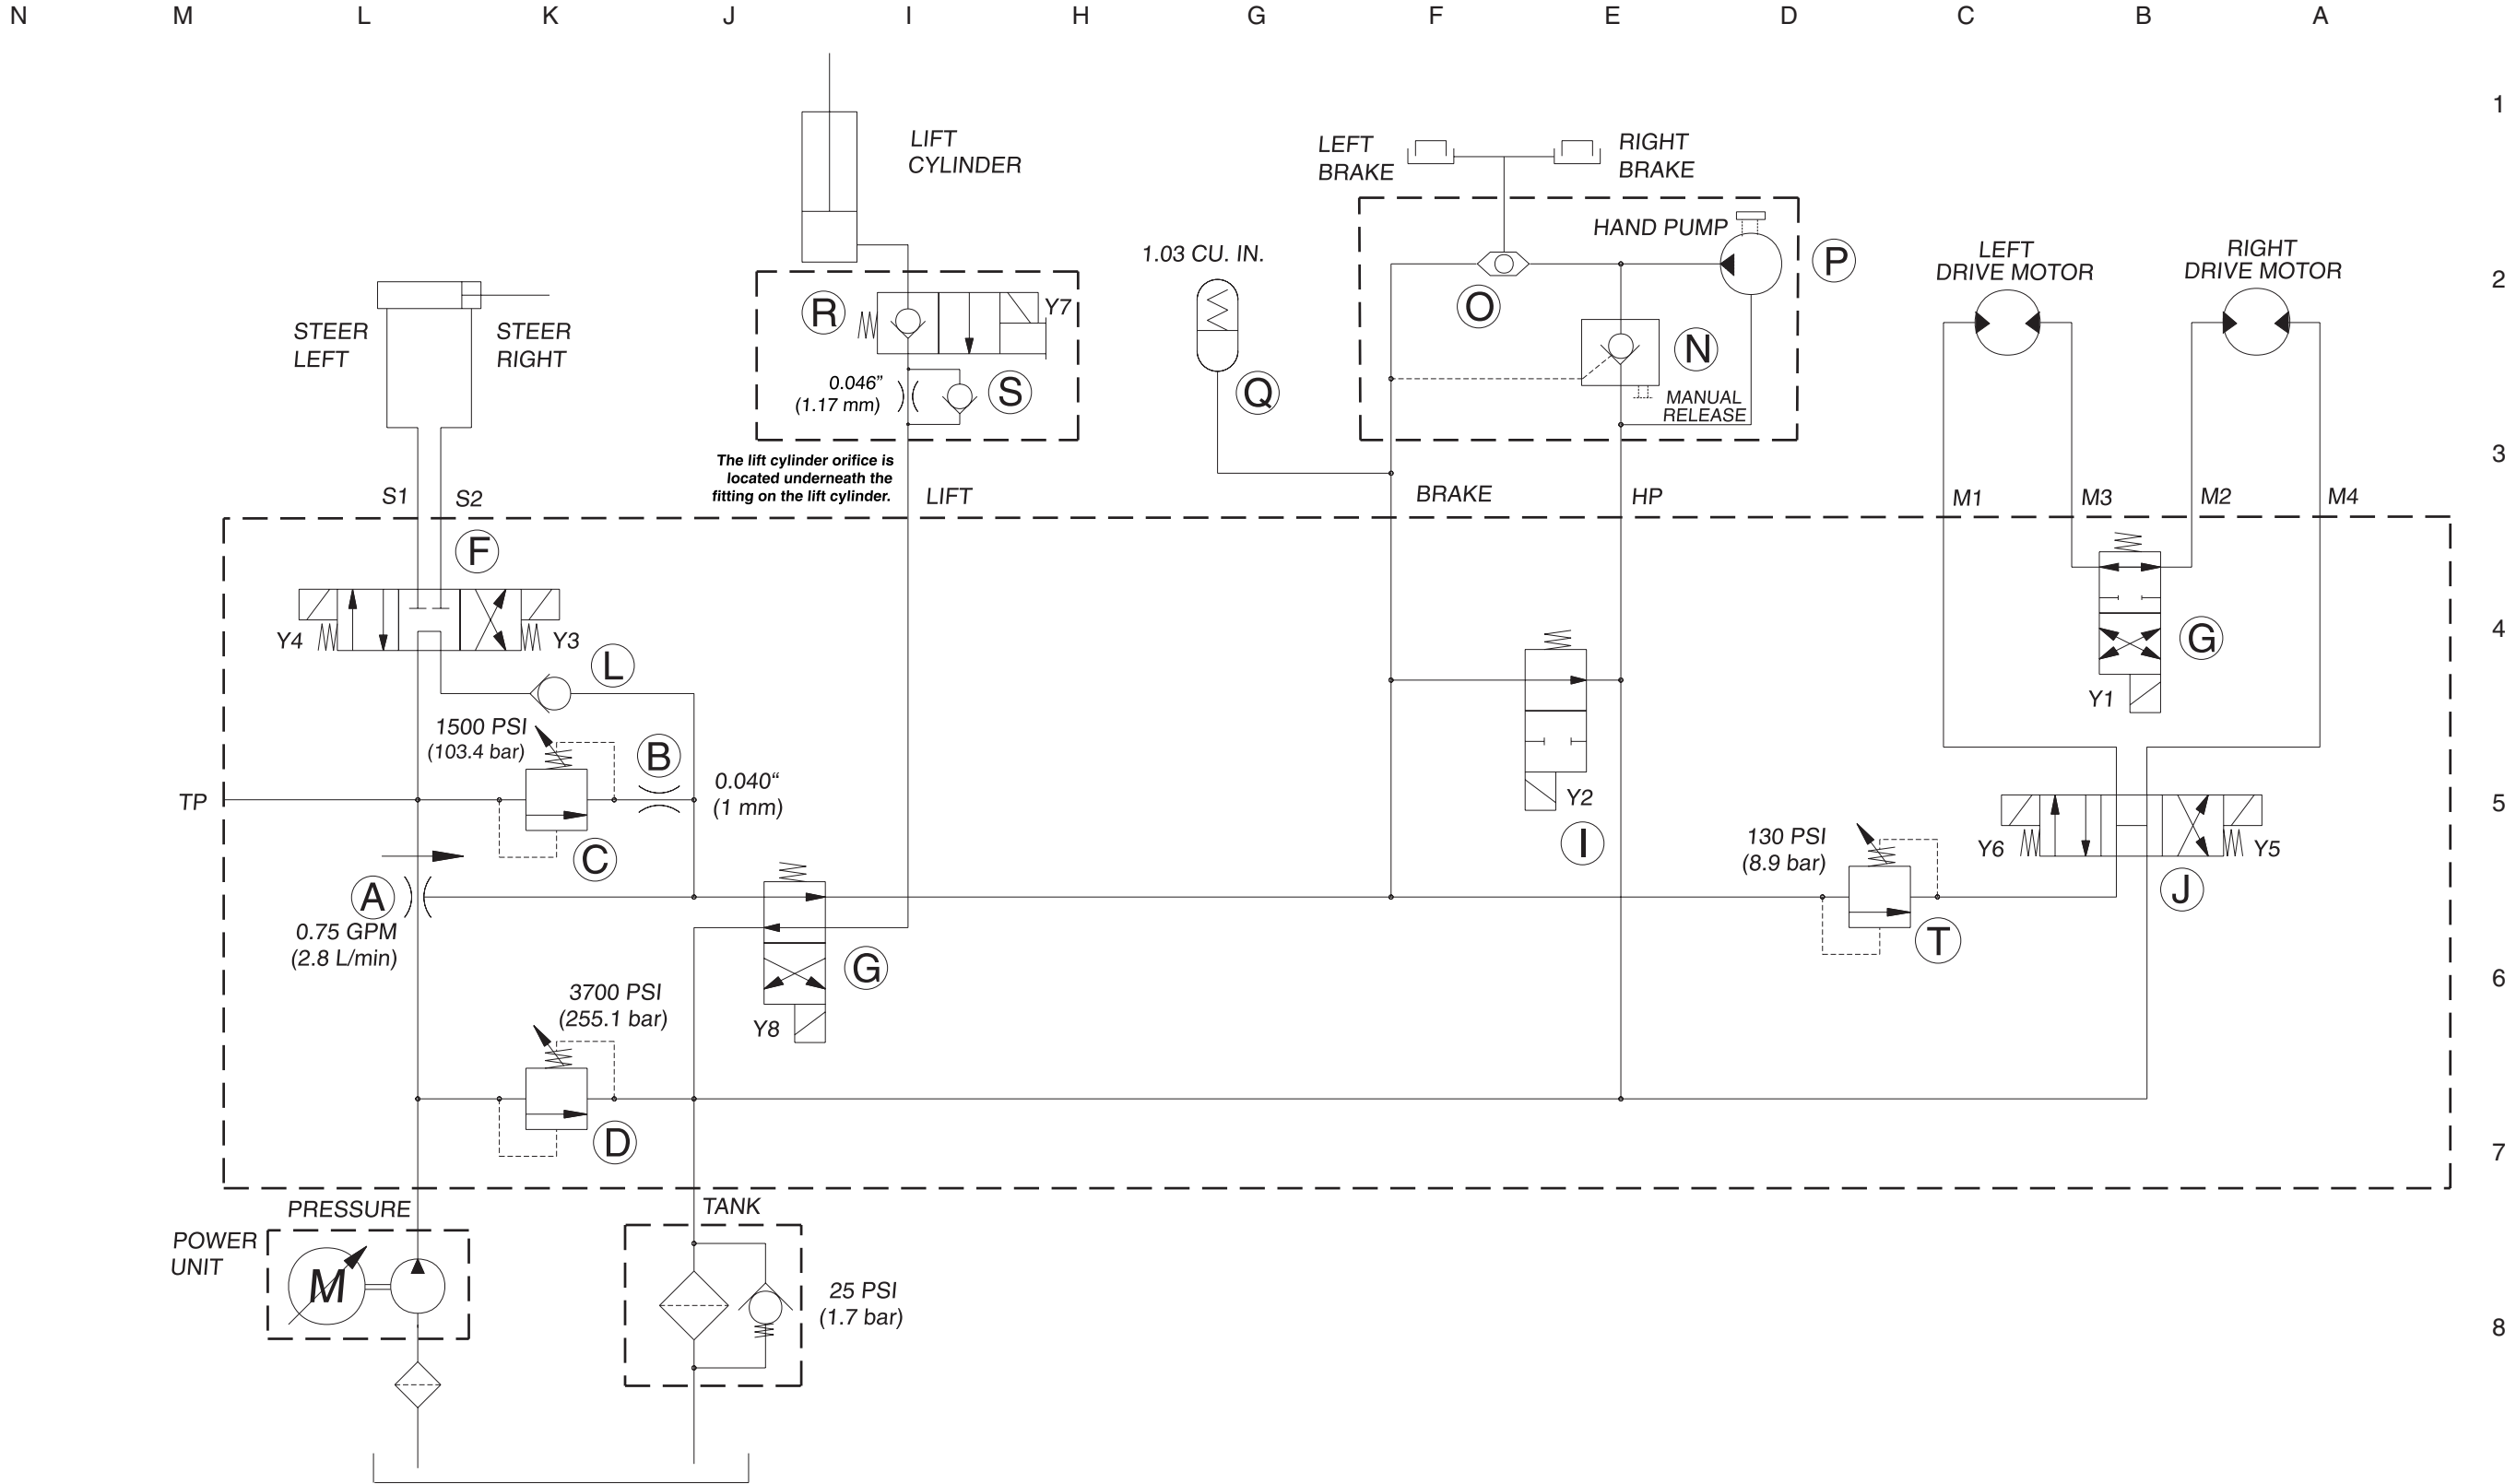 N M L K J I H G F E D C B A
1
LIFT
CYLINDER
LEFT
BRAKE
RIGHT
BRAKE
HAND PUMP
P
1.03 CU. IN.
LEFT
DRIVE MOTOR
RIGHT
DRIVE MOTOR
2
STEER
LEFT
STEER
RIGHT
R
Y7
O
N
0.046”
(1.17 mm)
S
Q
MANUAL
RELEASE
The lift cylinder orifice is
located underneath the
fitting on the lift cylinder.
3
S1
S2
LIFT
BRAKE
HP
M1
M3
M2
M4
F
Y4
Y3
4
G
L
Y1
1500 PSI
(103.4 bar)
B
0.040“
(1 mm)
TP
Y2
5
C
I
130 PSI
(8.9 bar)
Y6
Y5
A
J
0.75 GPM
(2.8 L/min)
T
G
6
3700 PSI
(255.1 bar)
Y8
D
7
PRESSURE
TANK
POWER
UNIT
M
25 PSI
(1.7 bar)
8